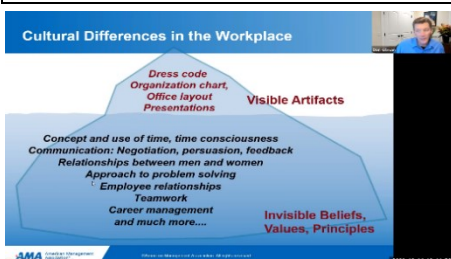 Cultural Differences in the Workplace
Dress code
Organization chart,
Office layout
Presentations
Visible Artifacts
Concept and use of time, time consciousness
Communication: Negotiation, persuasion, feedback
Relationships between men and women
Approach to problem solving
Employee relationships
Teamwork
Career management
and much more....
Invisible Beliefs,
Values, Principles
AMA American Management